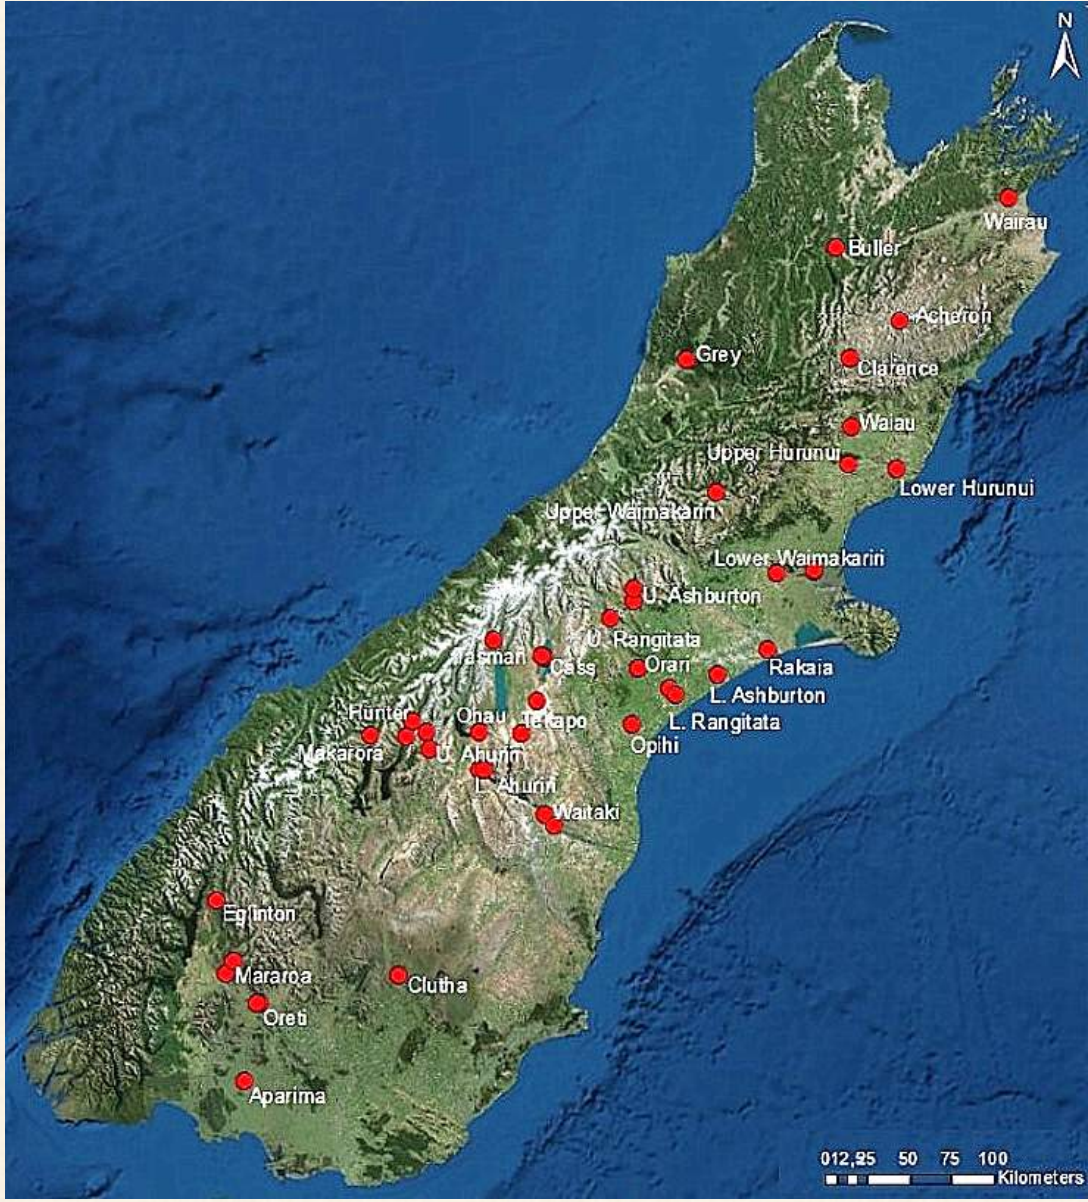 N
Wairau
Buller
Acheron
Grey
Clarence
Waiau
Upper Hurunui
Lower Hurunui
Upper Waimakariri
Lower Waimakariri
U. Ashburton
U. Rangitata
Tasman
Cass
Orari
Rakaia
L. Ashburton
Hunter
Ohau
Tekapo
L. Rangitata
Opihi
Makarora
U. Ahuriri
L. Ahuriri
Waitaki
Eglinton
Mararoa
Clutha
Oreti
Aparima
0 12,5 25 50 75 100
Kilometers